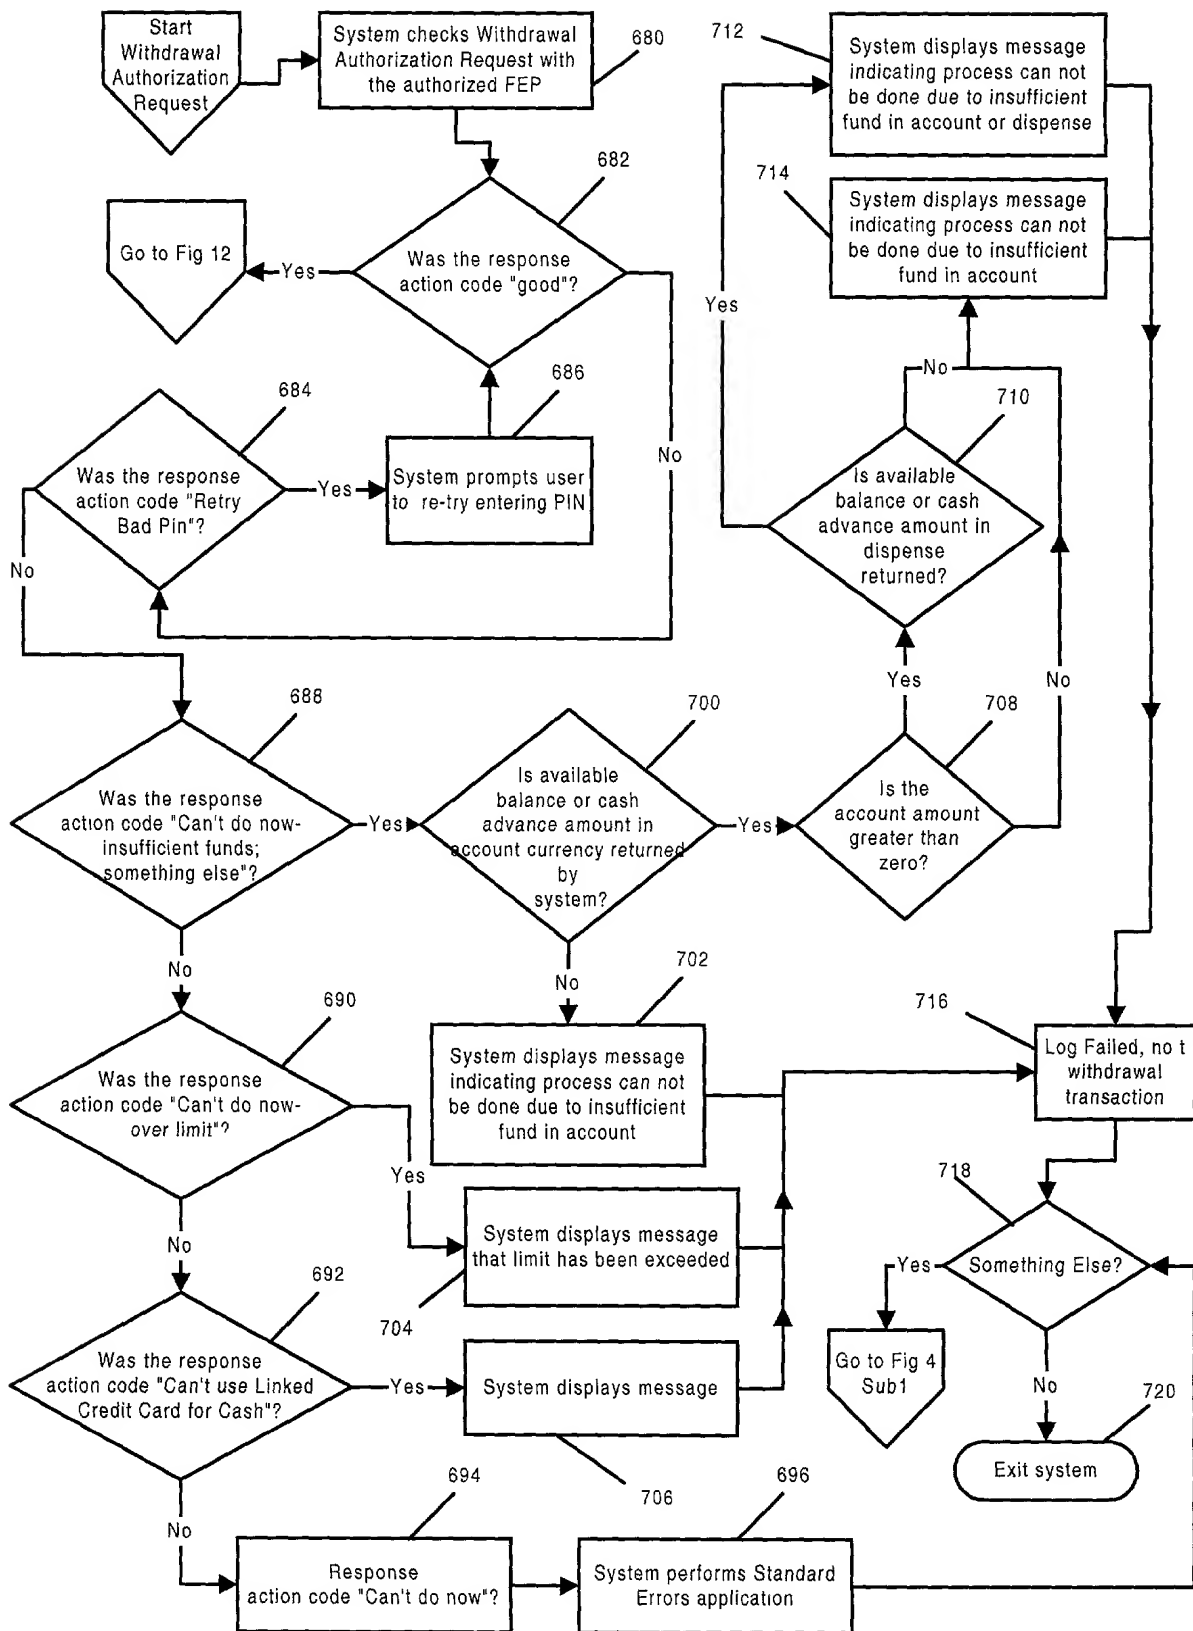 Start
Withdrawal
Authorization
Request
System checks Withdrawal
Authorization Request with
the authorized FEP
680
712
System displays message
indicating process can not
be done due to insufficient
fund in account or dispense
682
714
System displays message
indicating process can not
be done due to insufficient
fund in account
Go to Fig 12
Yes
Was the response
action code "good"?
Yes
No
686
684
710
No
Was the response
action code "Retry
Bad Pin"?
Yes
System prompts user
to re-try entering PIN
Is available
balance or cash
advance amount in
dispense
returned?
No
688
700
Yes
No
708
Was the response
action code "Can't do now-
insufficient funds;
something else"?
Yes
Is available
balance or cash
advance amount in
account currency returned
by
system?
Yes
Is the
account amount
greater than
zero?
No
No
702
690
716
System displays message
indicating process can not
be done due to insufficient
fund in account
Log Failed, no t
withdrawal
transaction
Was the response
action code "Can't do now-
over limit"?
Yes
718
System displays message
that limit has been exceeded
No
Yes
Something Else?
692
704
Go to Fig 4
Sub1
Was the response
action code "Can't use Linked
Credit Card for Cash"?
Yes
System displays message
No
720
Exit system
694
706
696
No
Response
action code "Can't do now"?
System performs Standard
Errors application